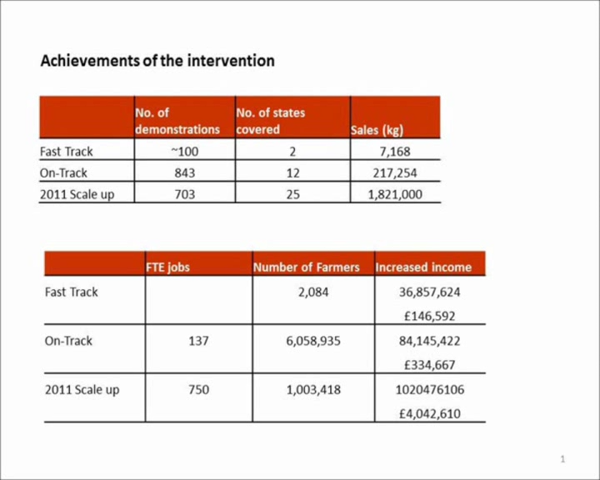 Achievements of the intervention
No. of demonstrations No. of states covered Sales (kg)
Fast Track ~100 2 7,168
On-Track 843 12 217,254
2011 Scale up 703 25 1,821,000
FTE jobs Number of Farmers Increased income
Fast Track 2,084 36,857,624
£146,592
On-Track 137 6,058,935 84,145,422
£334,667
2011 Scale up 750 1,003,418 1020476106
£4,042,610
1